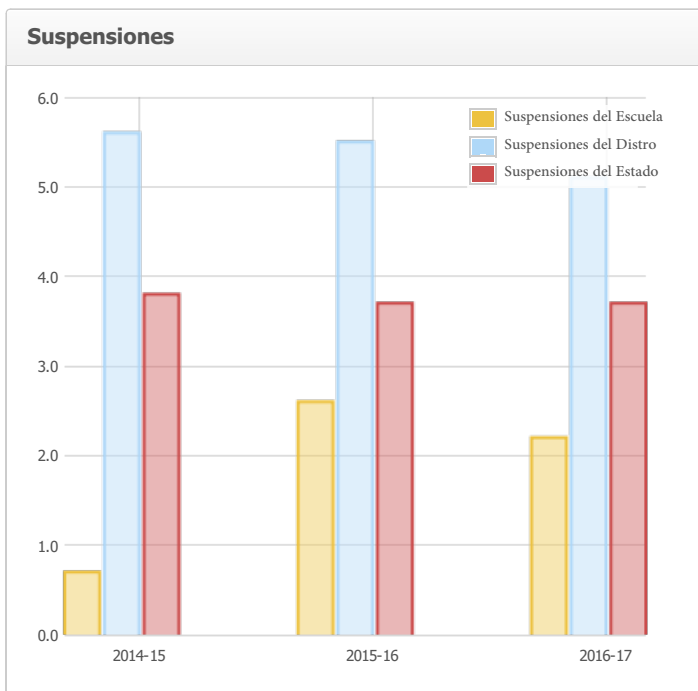 Suspensiones
6.0
5.0
4.0
3.0
2.0
1.0
0.0
Suspensiones del Escuela
Suspensiones del Distro
Suspensiones del Estado
2014-15
2015-16
2016-17